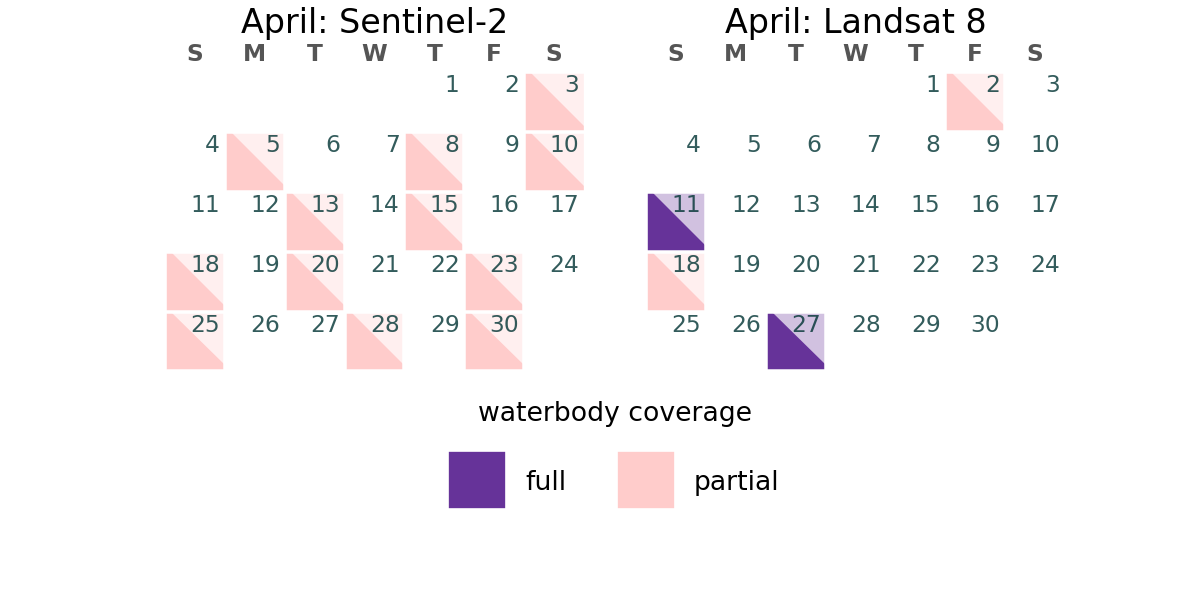 April: Sentinel-2
S M T W T F S
1 2 3
4 5 6 7 8 9 10
11 12 13 14 15 16 17
18 19 20 21 22 23 24
25 26 27 28 29 30
April: Landsat 8
S M T W T F S
1 2 3
4 5 6 7 8 9 10
11 12 13 14 15 16 17
18 19 20 21 22 23 24
25 26 27 28 29 30
waterbody coverage
full partial